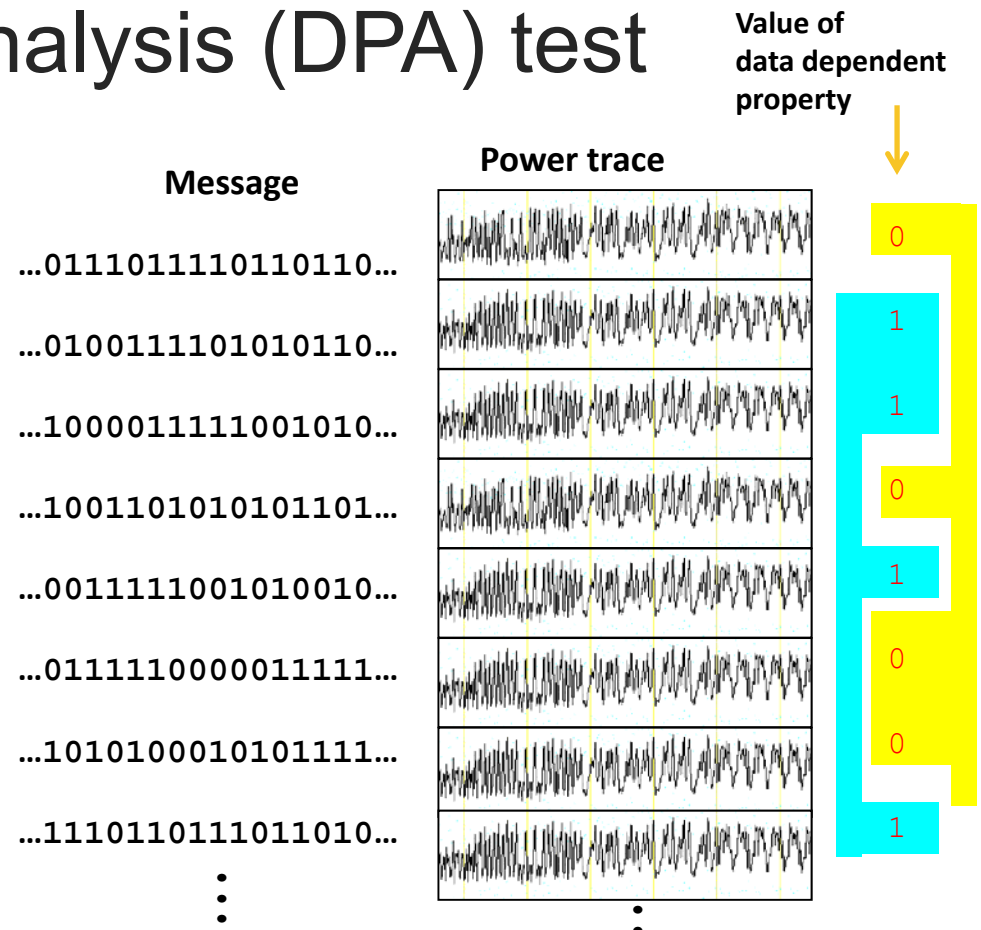 nalysis (DPA) test
Value of
data dependent
property
Message
Power trace
…0111011110110110…
0
…0100111101010110…
1
…1000011111001010…
1
…1001101010101101…
0
…0011111001010010…
1
…0111110000011111…
0
…1010100010101111…
0
…1110110111011010…
1